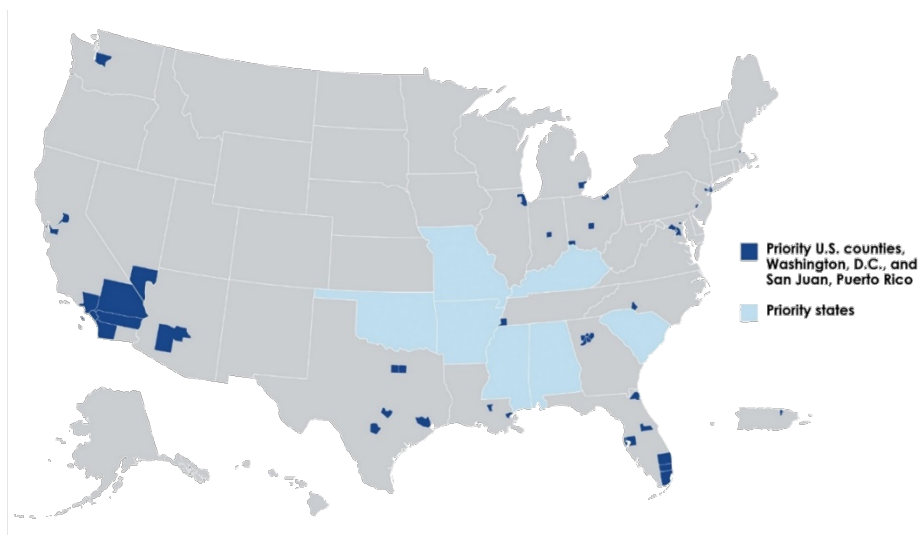 Priority U.S. counties,
Washington, D.C., and
San Juan, Puerto Rico
Priority states